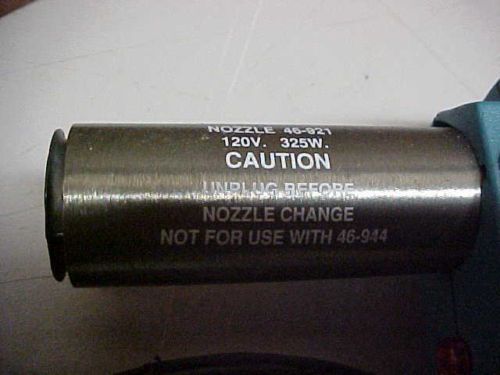 NOZZLE 46-921
120V. 325W.
CAUTION
UNPLUG BEFORE
NOZZLE CHANGE
NOT FOR USE WITH 46-944